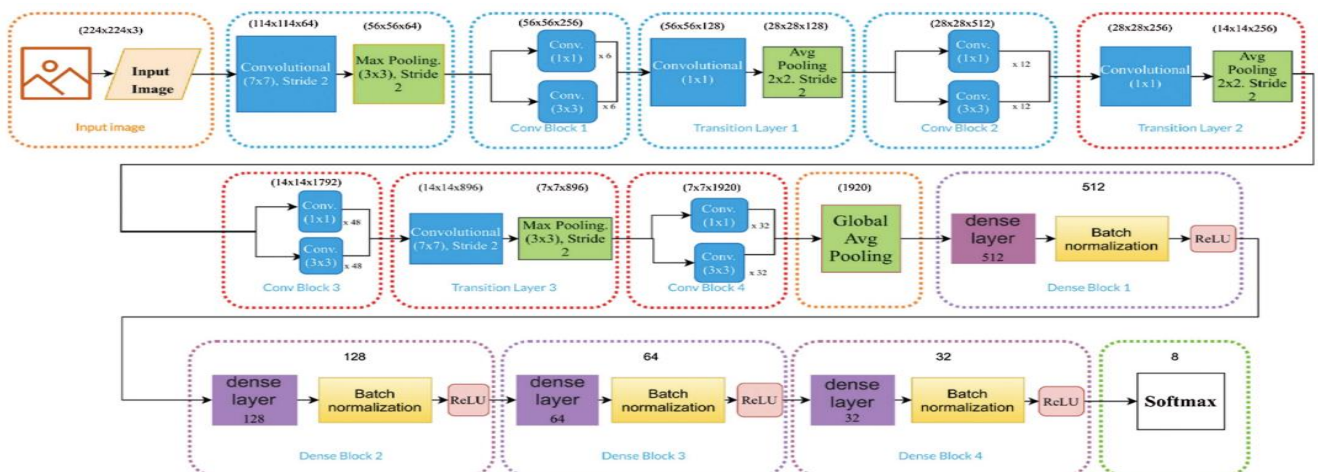 (224x224x3)
Input
Image
Input image
(114x114x64)
Convolutional
(7x7), Stride 2
(56x56x64)
Max Pooling.
(3x3), Stride
2
(56x56x256)
Conv.
(1x1)
x 6
Conv.
(3x3)
x 6
Conv Block 1
(56x56x128)
Convolutional
(1x1)
(28x28x128)
Avg
Pooling
2x2. Stride
2
Transition Layer 1
(28x28x512)
Conv.
(1x1)
x 12
Conv.
(3x3)
x 12
Conv Block 2
(28x28x256)
Convolutional
(1x1)
(14x14x256)
Avg
Pooling
2x2. Stride
2
Transition Layer 2
(14x14x1792)
Conv.
(1x1)
x 48
Conv.
(3x3)
x 48
Conv Block 3
(14x14x896)
Convolutional
(7x7), Stride 2
(7x7x896)
Max Pooling.
(3x3), Stride
2
Transition Layer 3
(7x7x1920)
Conv.
(1x1)
x 32
Conv.
(3x3)
x 32
Conv Block 4
(1920)
Global
Avg
Pooling
512
dense
layer
512
Batch
normalization
ReLU
Dense Block 1
128
dense
layer
128
Batch
normalization
ReLU
Dense Block 2
64
dense
layer
64
Batch
normalization
ReLU
Dense Block 3
32
dense
layer
32
Batch
normalization
ReLU
Dense Block 4
8
Softmax